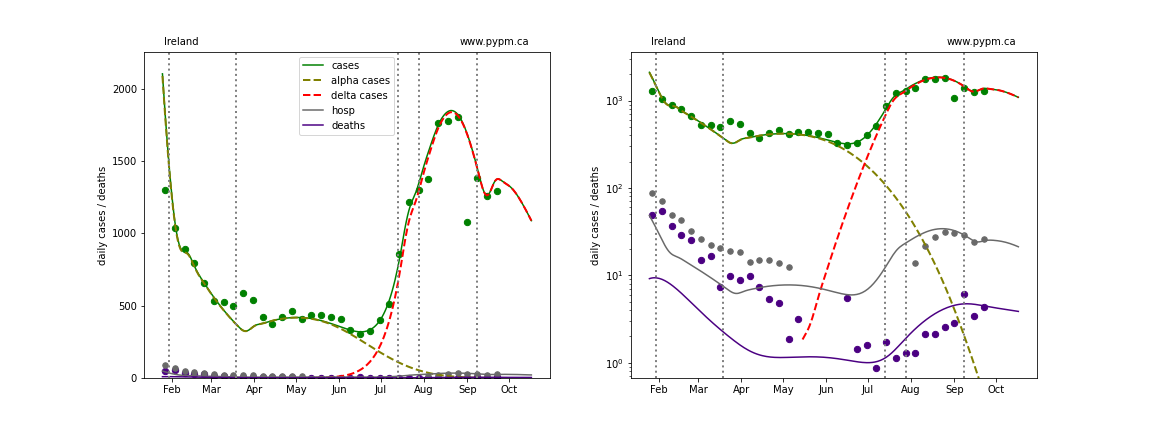 Ireland
www.pypm.ca
cases
alpha cases
delta cases
hosp
deaths
daily cases / deaths
2000
1500
1000
500
0
Feb
Mar
Apr
May
Jun
Jul
Aug
Sep
Oct
Ireland
www.pypm.ca
daily cases / deaths
10³
10²
10¹
10⁰
Feb
Mar
Apr
May
Jun
Jul
Aug
Sep
Oct